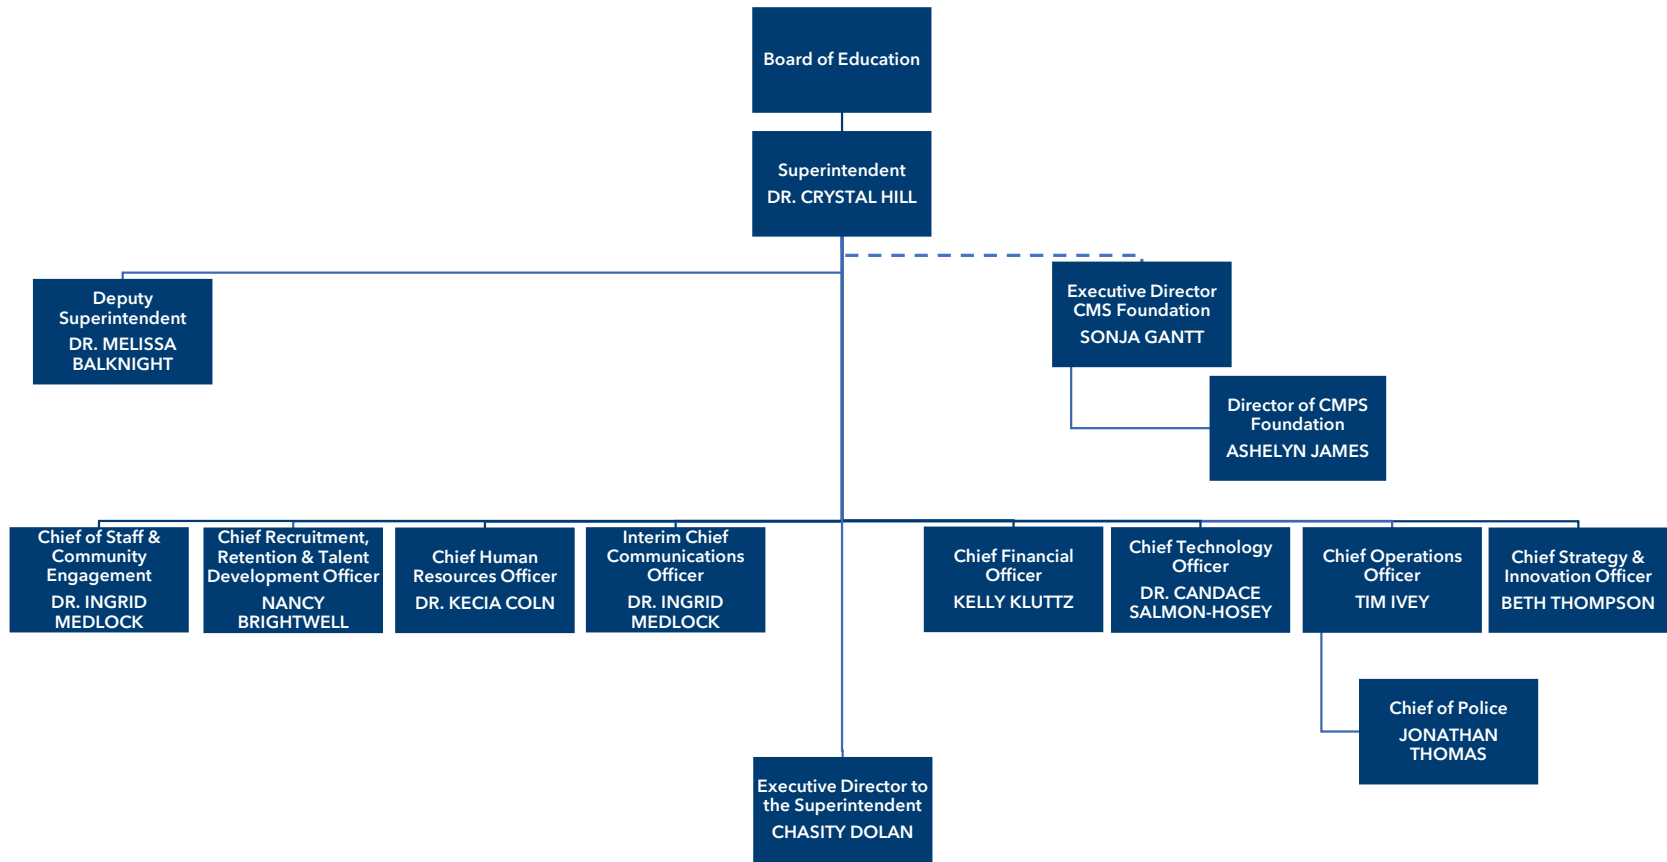 Board of Education
Superintendent
DR. CRYSTAL HILL
Deputy
Superintendent
DR. MELISSA
BALKNIGHT
Executive Director
CMS Foundation
SONJA GANTT
Director of CMPS
Foundation
ASHELYN JAMES
Chief of Staff &
Community
Engagement
DR. INGRID
MEDLOCK
Chief Recruitment,
Retention & Talent
Development Officer
NANCY
BRIGHTWELL
Chief Human
Resources Officer
DR. KECIA COLN
Interim Chief
Communications
Officer
DR. INGRID
MEDLOCK
Chief Financial
Officer
KELLY KLUTTZ
Chief Technology
Officer
DR. CANDACE
SALMON-HOSEY
Chief Operations
Officer
TIM IVEY
Chief Strategy &
Innovation Officer
BETH THOMPSON
Chief of Police
JONATHAN
THOMAS
Executive Director to
the Superintendent
CHASITY DOLAN